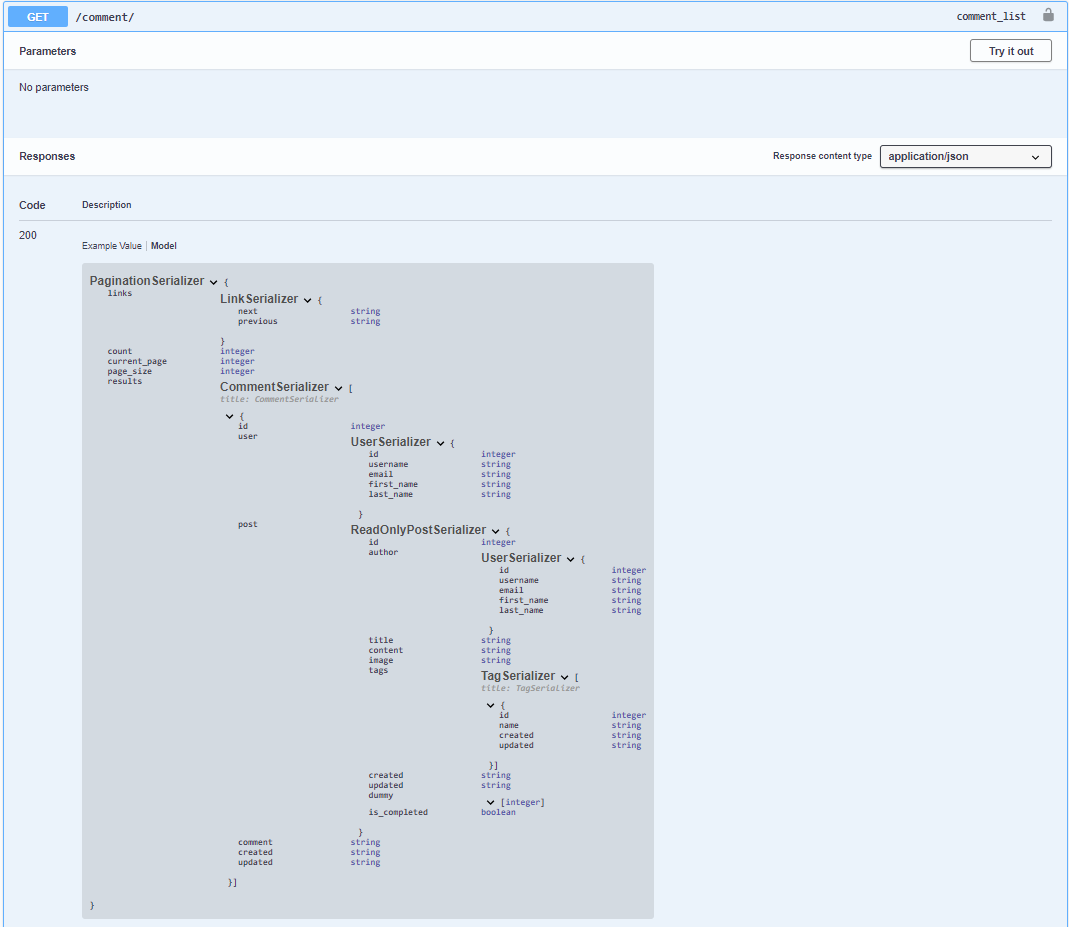 GET /comment/ comment_list
Parameters Try it out
No parameters
Responses Response content type application/json
Code Description
200
Example Value | Model
PaginationSerializer {
links
LinkSerializer {
next string
previous string
}
count integer
current_page integer
page_size integer
results
CommentSerializer [
title: CommentSerializer
{
id integer
user
UserSerializer {
id integer
username string
email string
first_name string
last_name string
}
post
ReadOnlyPostSerializer {
id integer
author
UserSerializer {
id integer
username string
email string
first_name string
last_name string
}
title string
content string
image string
tags
TagSerializer [
title: TagSerializer
{
id integer
name string
created string
updated string
}]
created string
updated string
dummy
[integer]
is_completed boolean
}
comment string
created string
updated string
}]
}